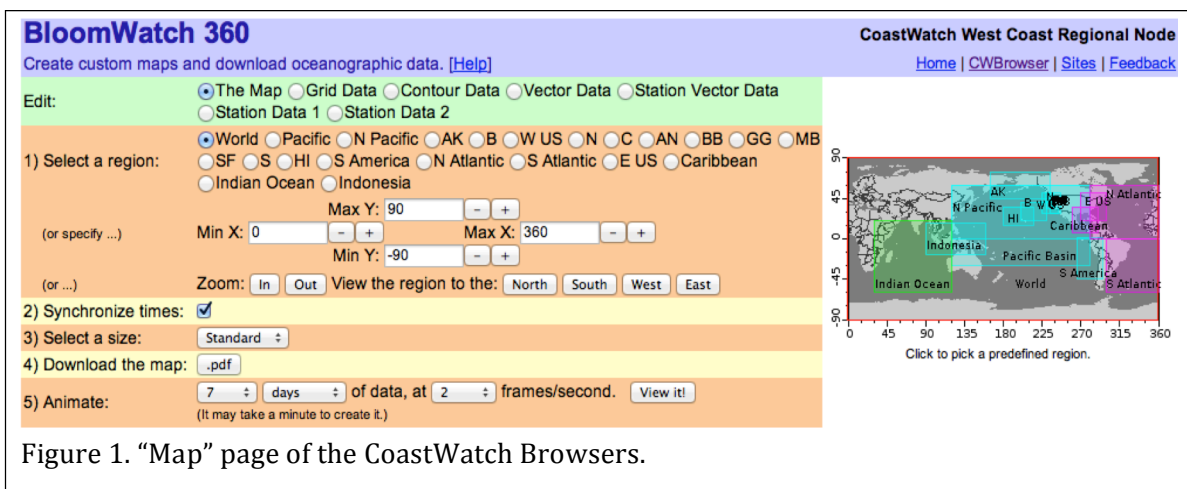 BloomWatch 360
CoastWatch West Coast Regional Node
Create custom maps and download oceanographic data. [Help]
Home | CWBrowser | Sites | Feedback
Edit:
The Map Grid Data Contour Data Vector Data Station Vector Data
Station Data 1 Station Data 2
1) Select a region:
World Pacific N Pacific AK B W US N C AN BB GG MB
SF S HI S America N Atlantic S Atlantic E US Caribbean
Indian Ocean Indonesia
(or specify ...)
Max Y: 90 - +
Min X: 0 - + Max X: 360 - +
Min Y: -90 - +
(or ...)
Zoom: In Out View the region to the: North South West East
2) Synchronize times:
3) Select a size: Standard
4) Download the map: .pdf
5) Animate: 7 days of data, at 2 frames/second. View it!
(It may take a minute to create it.)
90
45
0
-45
-90
AK
N Pacific
B
W US
E US
N Atlantic
HI
Caribbean
Indonesia
Pacific Basin
S America
Indian Ocean
World
S Atlantic
0 45 90 135 180 225 270 315 360
Click to pick a predefined region.
Figure 1. “Map” page of the CoastWatch Browsers.